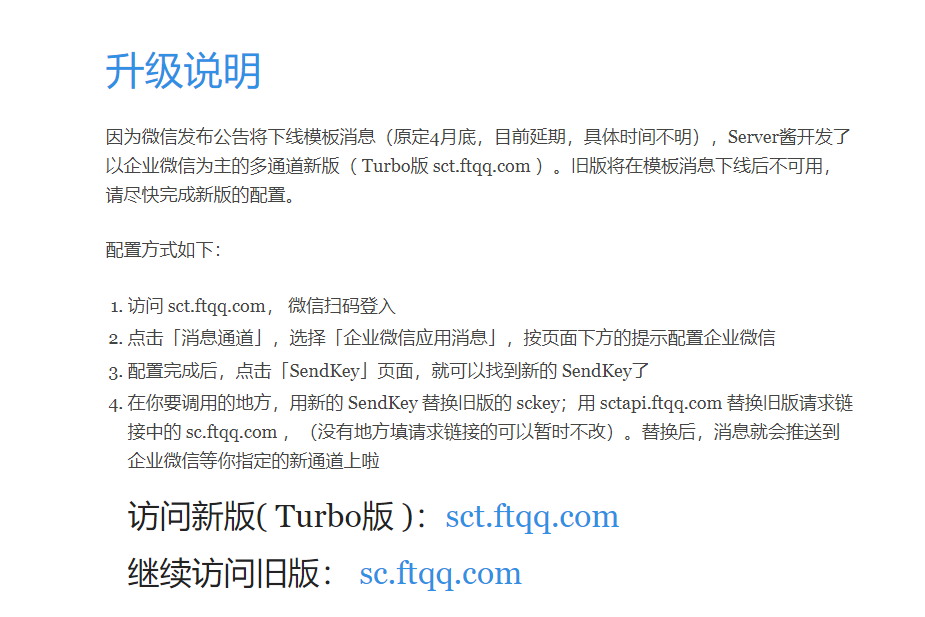 升级说明
因为微信发布公告将下线模板消息（原定4月底，目前延期，具体时间不明），Server酱开发了
以企业微信为主的多通道新版（ Turbo版 sct.ftqq.com ）。旧版将在模板消息下线后不可用，
请尽快完成新版的配置。
配置方式如下：
1. 访问 sct.ftqq.com， 微信扫码登入
2. 点击「消息通道」，选择「企业微信应用消息」，按页面下方的提示配置企业微信
3. 配置完成后，点击「SendKey」页面，就可以找到新的 SendKey了
4. 在你要调用的地方，用新的 SendKey 替换旧版的 sckey；用 sctapi.ftqq.com 替换旧版请求链
接中的 sc.ftqq.com ，（没有地方填请求链接的可以暂时不改）。替换后，消息就会推送到
企业微信等你指定的新通道上啦
访问新版( Turbo版 )：sct.ftqq.com
继续访问旧版： sc.ftqq.com